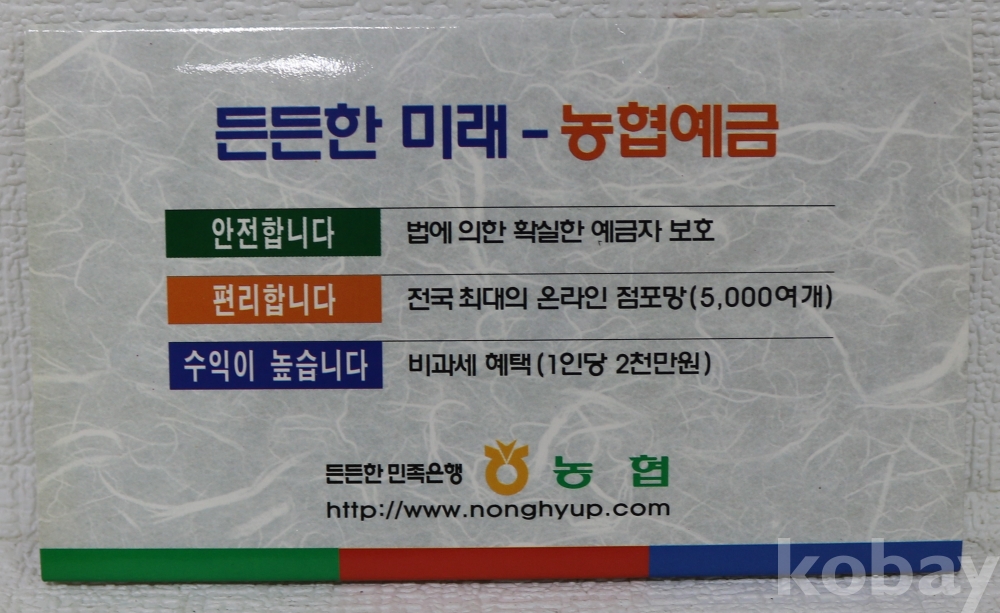 든든한 미래 - 농협예금
안전합니다 법에 의한 확실한 예금자 보호
편리합니다 전국 최대의 온라인 점포망(5,000여개)
수익이 높습니다 비과세 혜택(1인당 2천만원)
든든한 민족은행 농협
http://www.nonghyup.com
kobay